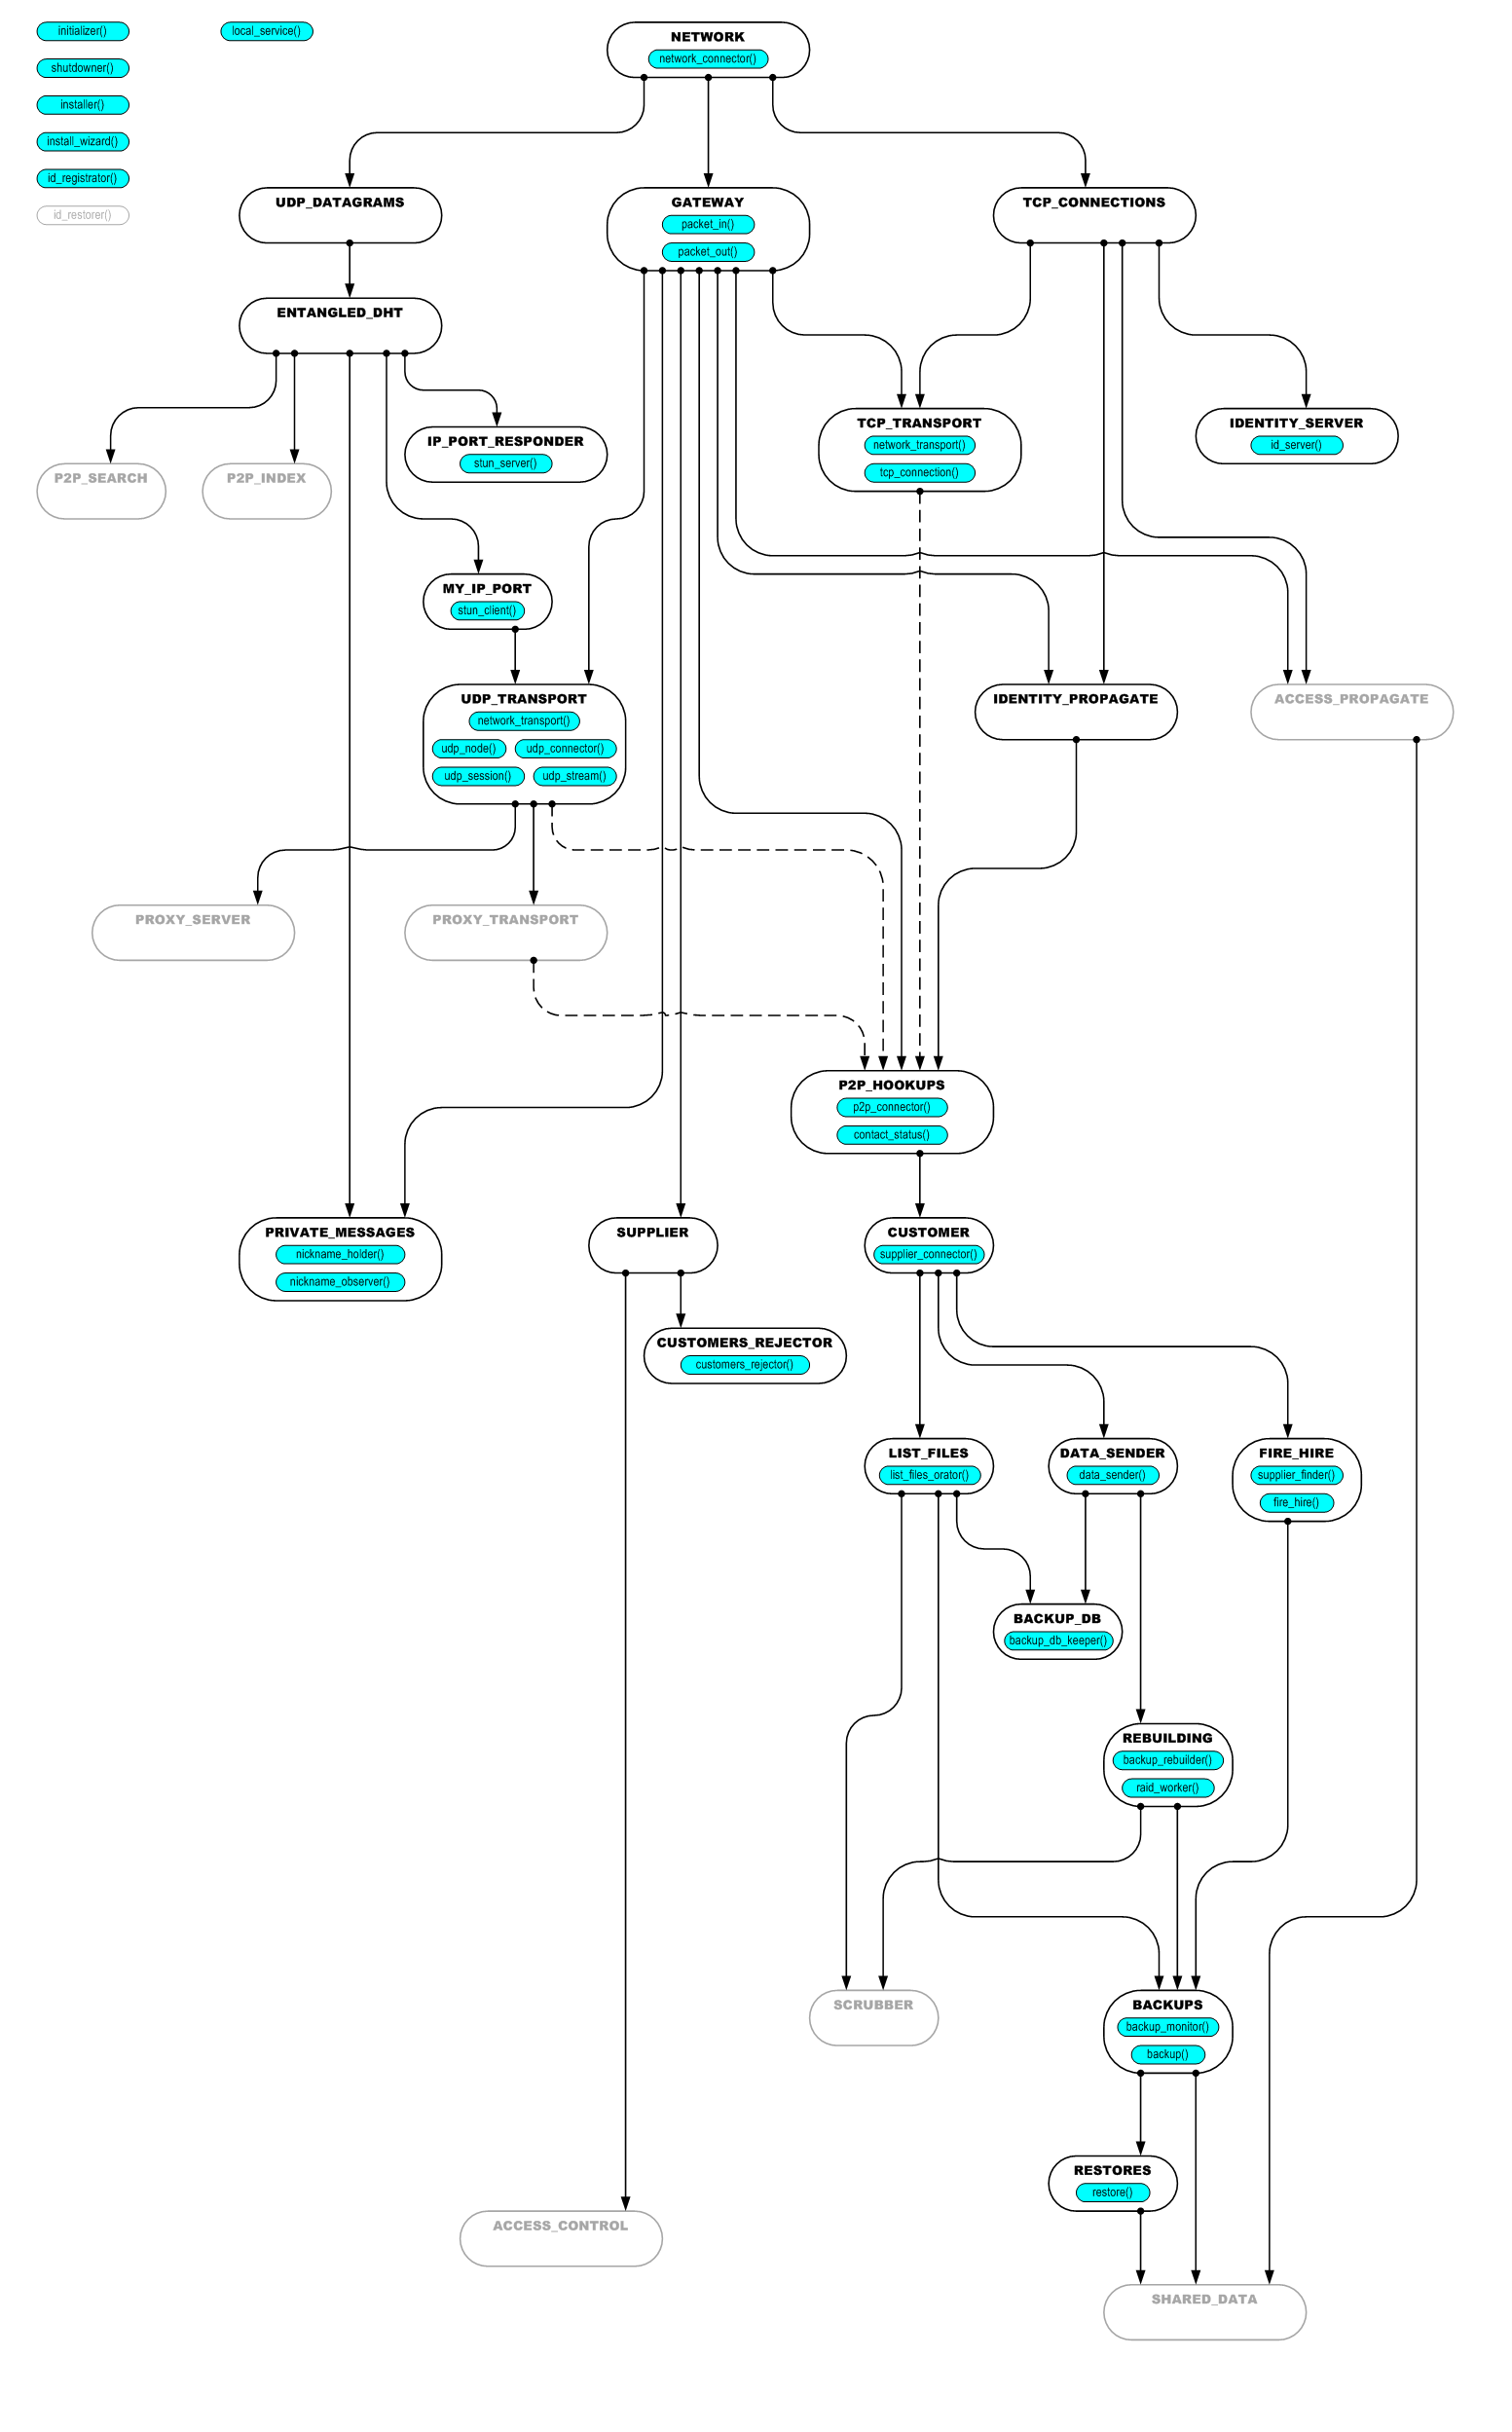 initializer()
local_service()
shutdowner()
installer()
install_wizard()
id_registrator()
id_restorer()
NETWORK
network_connector()
UDP_DATAGRAMS
GATEWAY
packet_in()
packet_out()
TCP_CONNECTIONS
ENTANGLED_DHT
IP_PORT_RESPONDER
stun_server()
TCP_TRANSPORT
network_transport()
tcp_connection()
IDENTITY_SERVER
id_server()
P2P_SEARCH
P2P_INDEX
MY_IP_PORT
stun_client()
UDP_TRANSPORT
network_transport()
udp_node()
udp_connector()
udp_session()
udp_stream()
IDENTITY_PROPAGATE
ACCESS_PROPAGATE
PROXY_SERVER
PROXY_TRANSPORT
P2P_HOOKUPS
p2p_connector()
contact_status()
PRIVATE_MESSAGES
nickname_holder()
nickname_observer()
SUPPLIER
CUSTOMER
supplier_connector()
CUSTOMERS_REJECTOR
customers_rejector()
LIST_FILES
list_files_orator()
DATA_SENDER
data_sender()
FIRE_HIRE
supplier_finder()
fire_hire()
BACKUP_DB
backup_db_keeper()
REBUILDING
backup_rebuilder()
raid_worker()
SCRUBBER
BACKUPS
backup_monitor()
backup()
RESTORES
restore()
ACCESS_CONTROL
SHARED_DATA